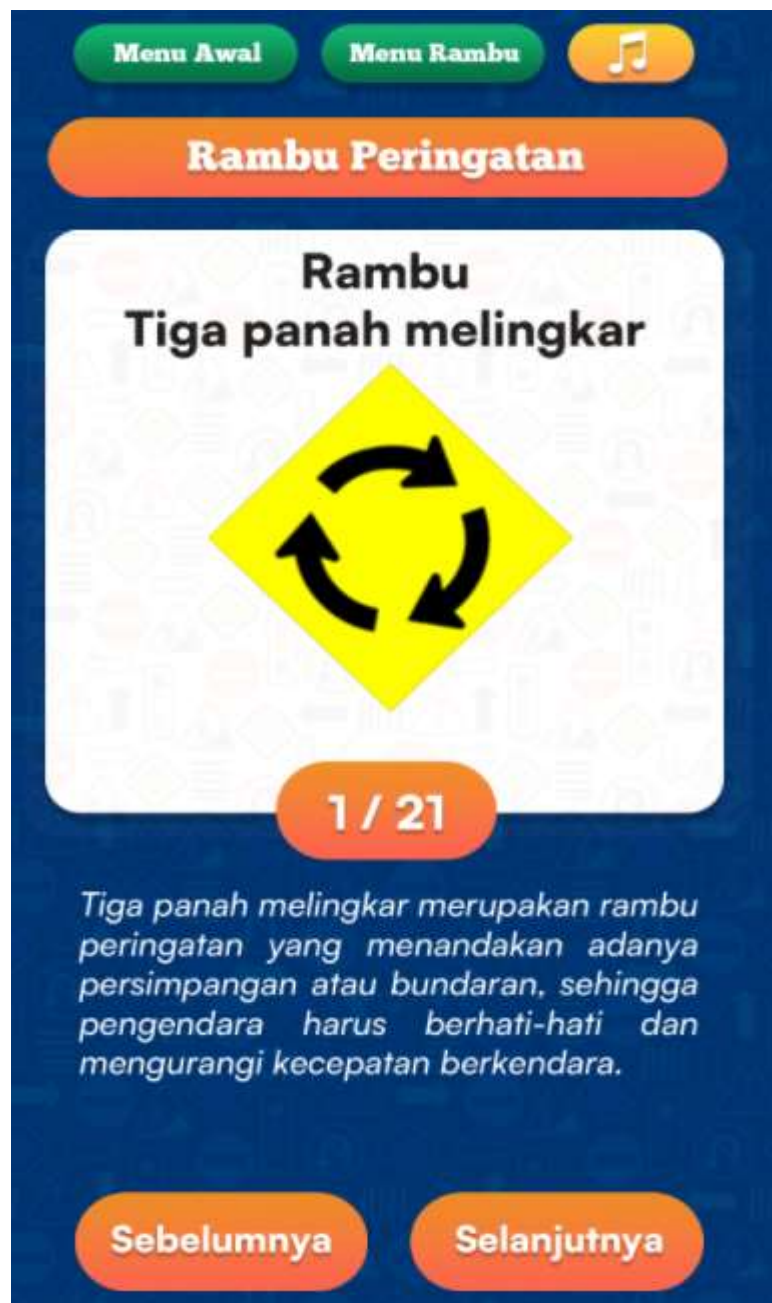 Menu Awal Menu Rambu
Rambu Peringatan
Rambu
Tiga panah melingkar
1 / 21
Tiga panah melingkar merupakan rambu
peringatan yang menandakan adanya
persimpangan atau bundaran, sehingga
pengendara harus berhati-hati dan
mengurangi kecepatan berkendara.
Sebelumnya Selanjutnya